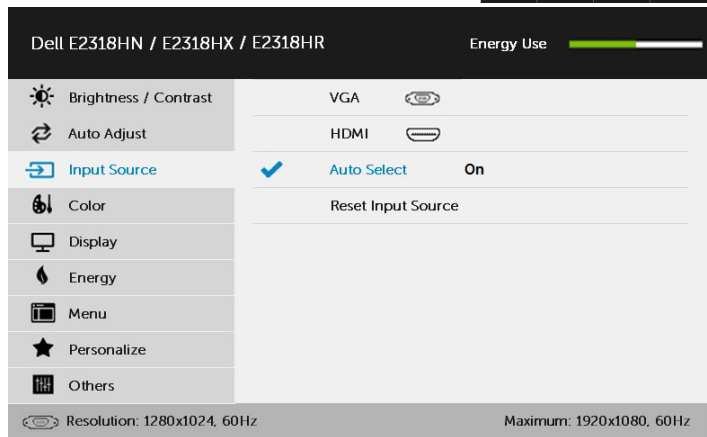 Dell E2318HN / E2318HX / E2318HR Energy Use
Brightness / Contrast VGA
Auto Adjust HDMI
Input Source Auto Select On
Color Reset Input Source
Display
Energy
Menu
Personalize
Others
Resolution: 1280x1024, 60Hz Maximum: 1920x1080, 60Hz